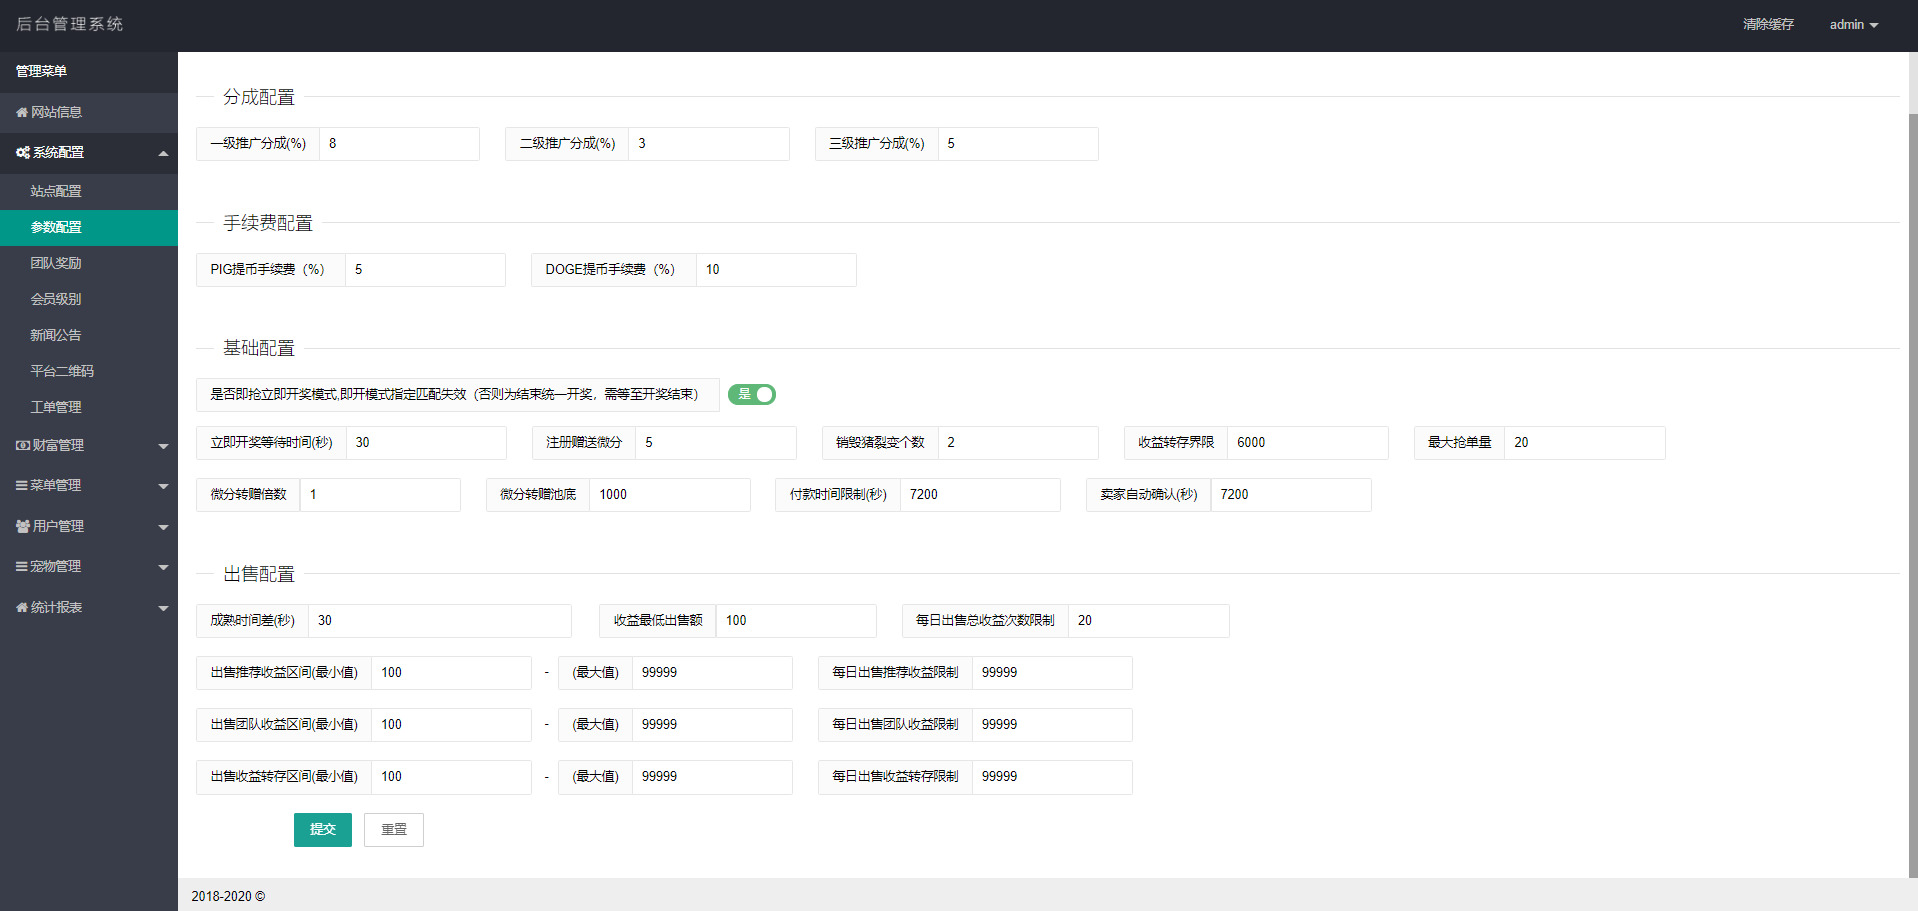 后台管理系统
清除缓存 admin
管理菜单
网站信息
系统配置
站点配置
参数配置
团队奖励
会员级别
新闻公告
平台二维码
工单管理
财富管理
菜单管理
用户管理
宠物管理
统计报表
分成配置
一级推广分成(%) 8 二级推广分成(%) 3 三级推广分成(%) 5
手续费配置
PIG提币手续费（%） 5 DOGE提币手续费（%） 10
基础配置
是否即抢立即开奖模式,即开模式指定匹配失效（否则为结束统一开奖，需等至开奖结束） 是
立即开奖等待时间(秒) 30 注册赠送微分 5 销毁猪裂变个数 2 收益转存界限 6000 最大抢单量 20
微分转赠倍数 1 微分转赠池底 1000 付款时间限制(秒) 7200 卖家自动确认(秒) 7200
出售配置
成熟时间差(秒) 30 收益最低出售额 100 每日出售总收益次数限制 20
出售推荐收益区间(最小值) 100 - (最大值) 99999 每日出售推荐收益限制 99999
出售团队收益区间(最小值) 100 - (最大值) 99999 每日出售团队收益限制 99999
出售收益转存区间(最小值) 100 - (最大值) 99999 每日出售收益转存限制 99999
提交 重置
2018-2020 ©